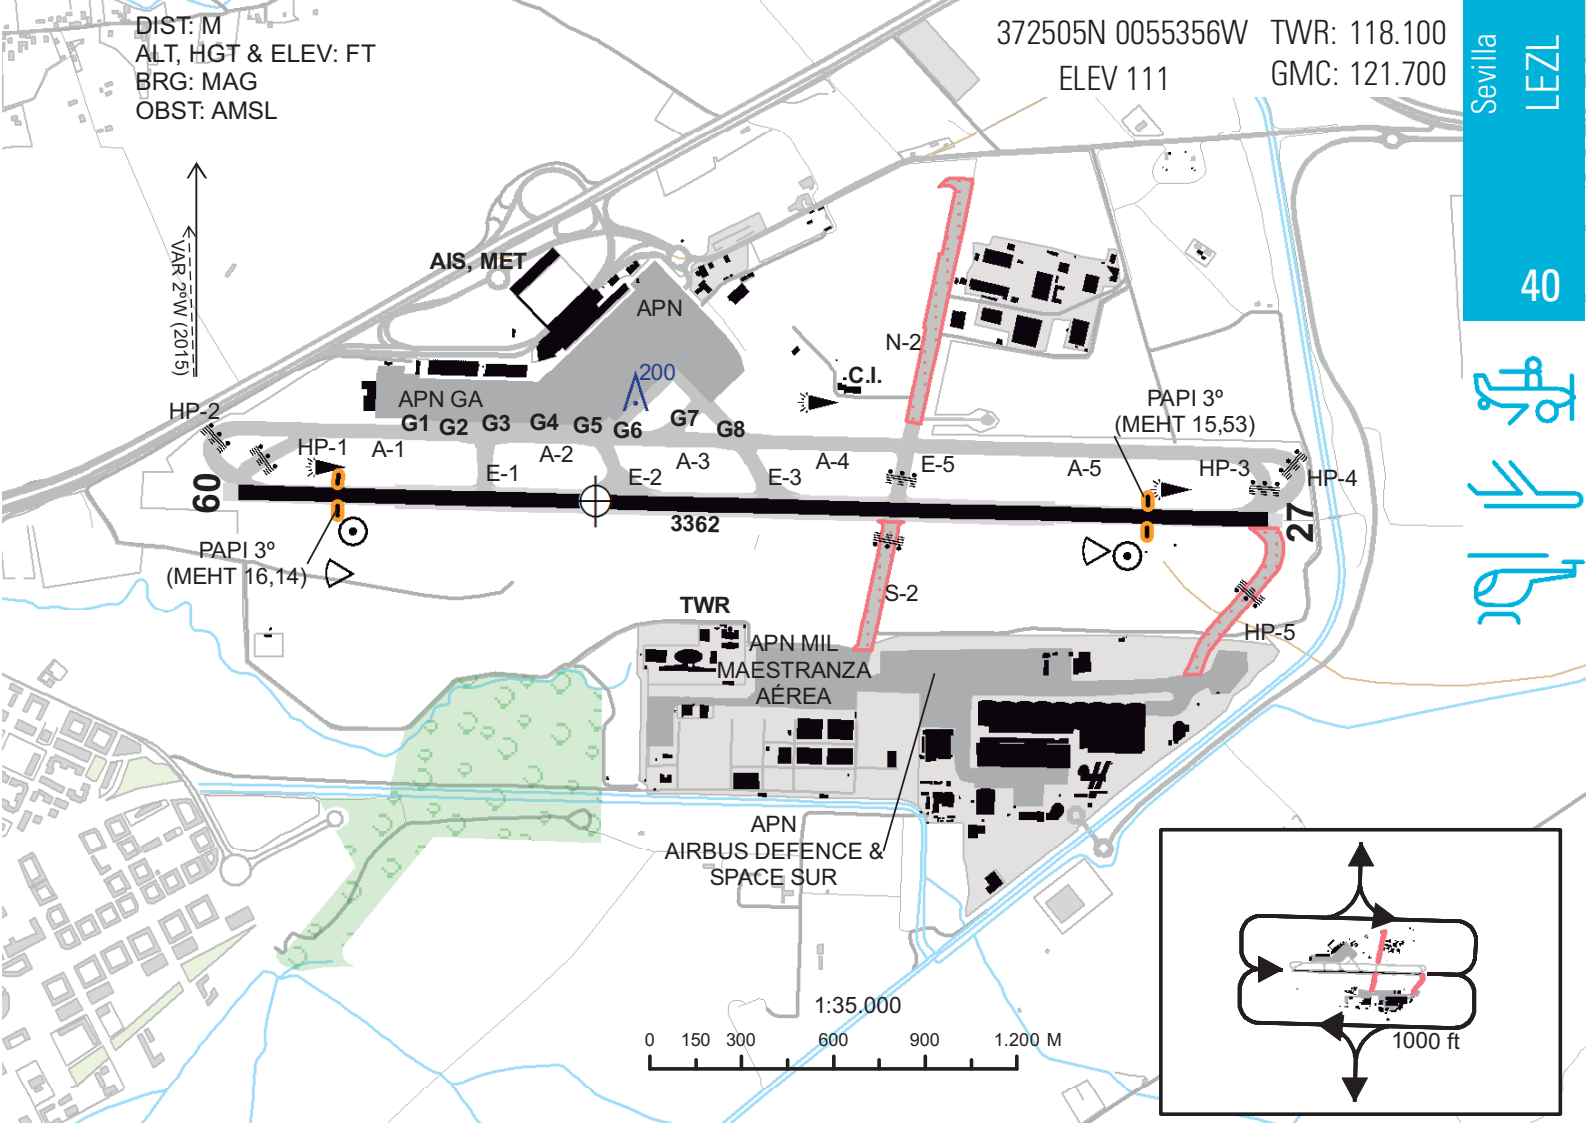 DIST: M
ALT, HGT & ELEV: FT
BRG: MAG
OBST: AMSL
372505N 0055356W
ELEV 111
TWR: 118.100
GMC: 121.700
Sevilla
LEZL
40
VAR 2ºW (2015)
AIS, MET
APN
200
C.I.
N-2
PAPI 3º
(MEHT 15,53)
APN GA
HP-2
G1
G2
G3
G4
G5
G6
G7
G8
HP-1
A-1
A-2
A-3
A-4
A-5
E-1
E-2
E-3
E-5
HP-3
HP-4
09
27
3362
PAPI 3º
(MEHT 16,14)
S-2
HP-5
TWR
APN MIL
MAESTRANZA
AÉREA
APN
AIRBUS DEFENCE &
SPACE SUR
1:35.000
0 150 300 600 900 1.200 M
1000 ft